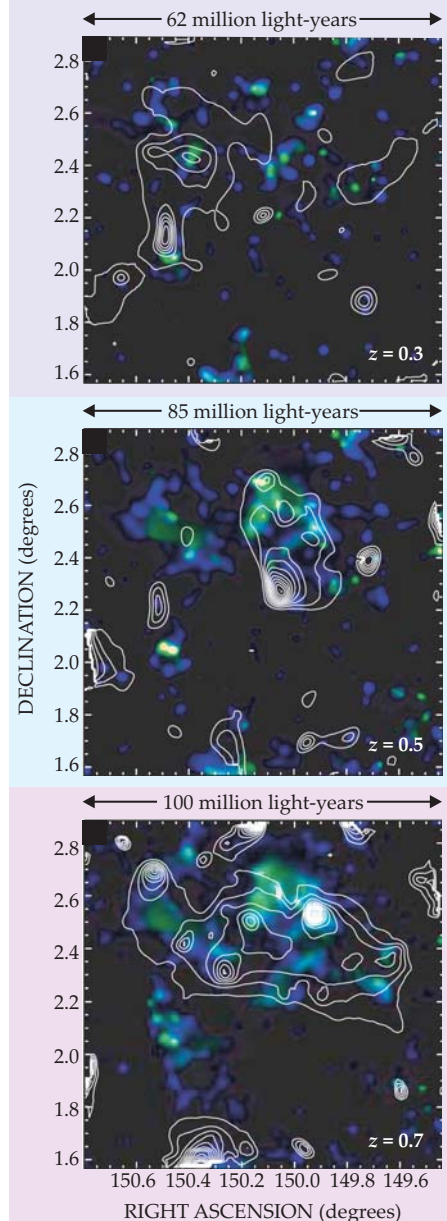 62 million light-years
2.8
2.6
2.4
2.2
2.0
1.8
1.6
z = 0.3
85 million light-years
2.8
2.6
2.4
2.2
2.0
1.8
1.6
z = 0.5
DECLINATION (degrees)
100 million light-years
2.8
2.6
2.4
2.2
2.0
1.8
1.6
z = 0.7
150.6 150.4 150.2 150.0 149.8 149.6
RIGHT ASCENSION (degrees)